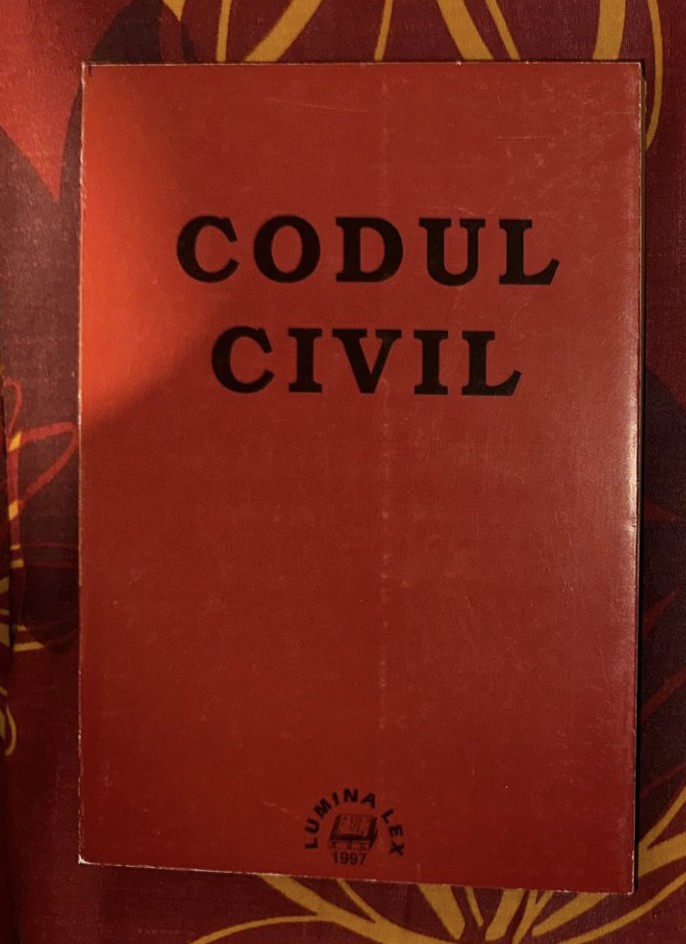 CODUL
CIVIL
LUMINA LEX
1997